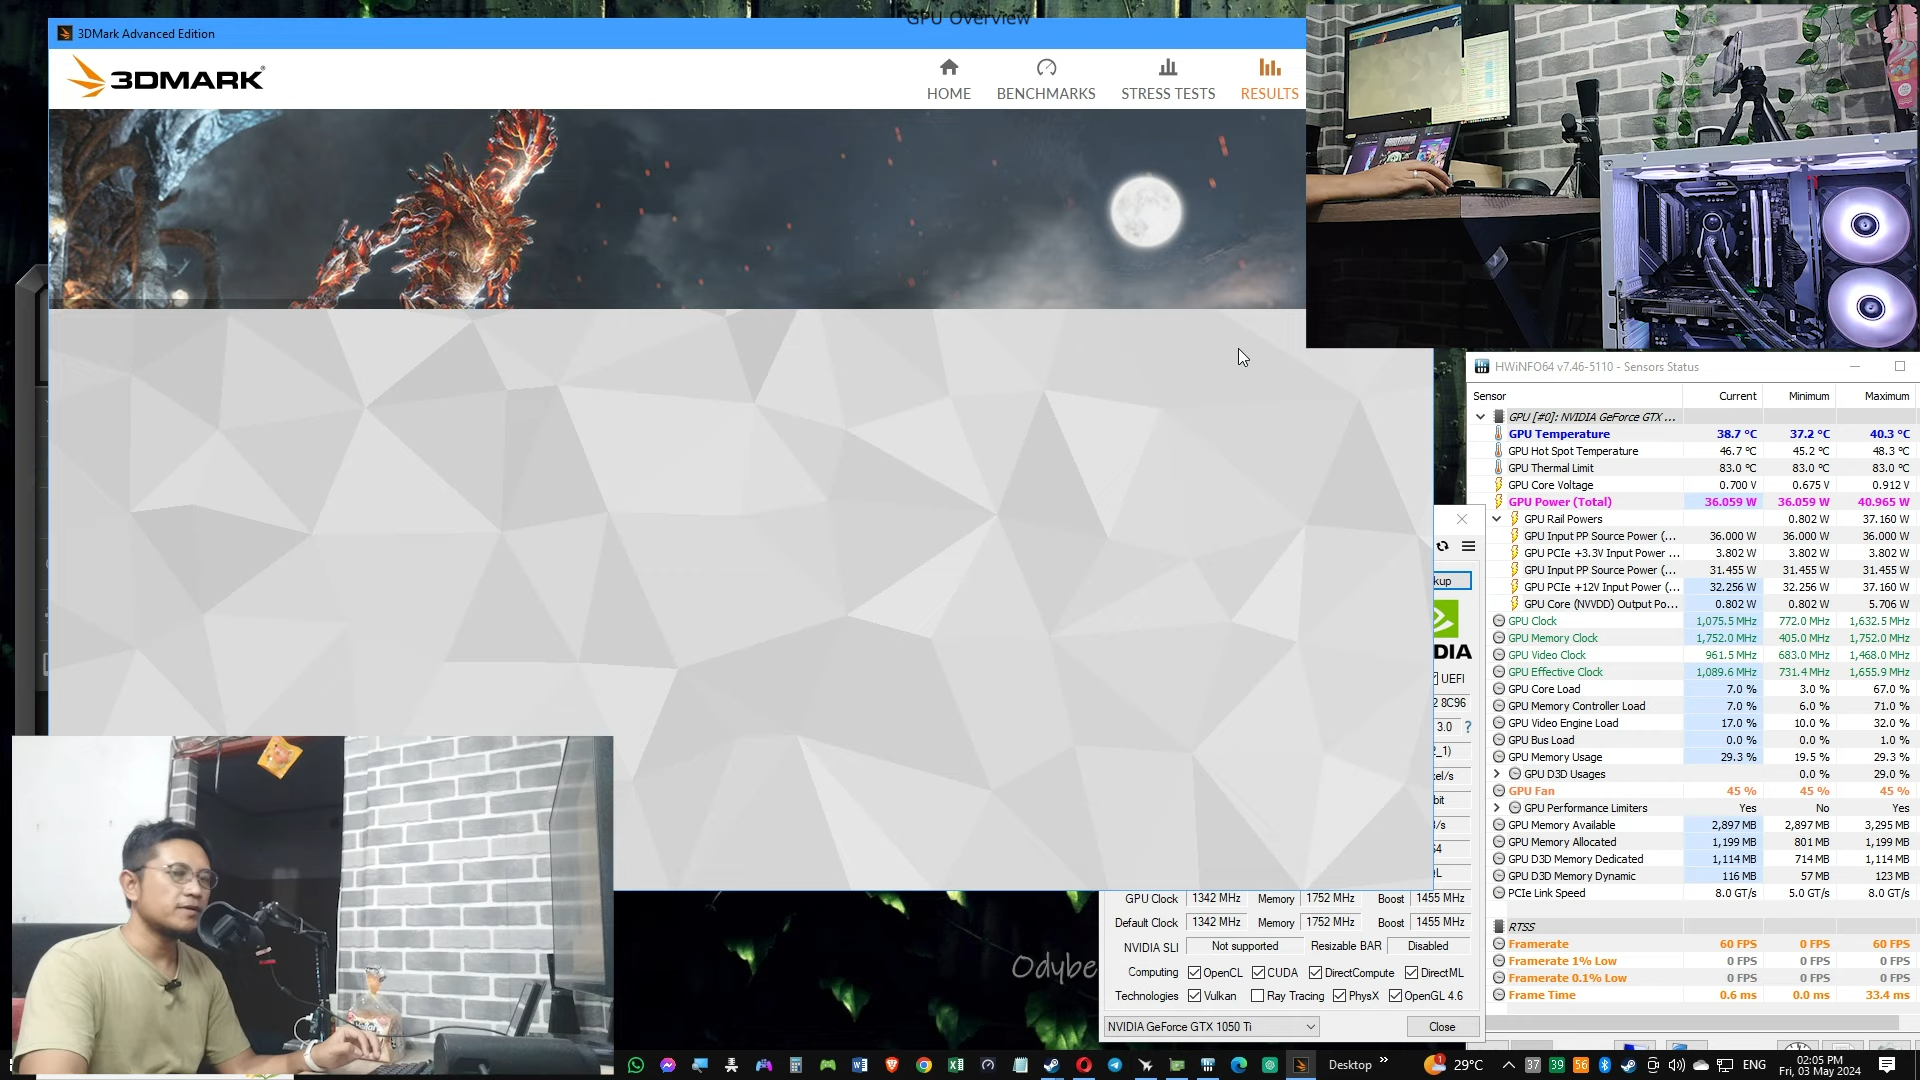 GPU Overview
3DMark Advanced Edition
3DMARK
HOME
BENCHMARKS
STRESS TESTS
RESULTS
HWiNFO64 v7.46-5110 - Sensors Status
Sensor Current Minimum Maximum
GPU [#0]: NVIDIA GeForce GTX ...
GPU Temperature 38.7 °C 37.2 °C 40.3 °C
GPU Hot Spot Temperature 46.7 °C 45.2 °C 48.3 °C
GPU Thermal Limit 83.0 °C 83.0 °C 83.0 °C
GPU Core Voltage 0.700 V 0.675 V 0.912 V
GPU Power (Total) 36.059 W 36.059 W 40.965 W
GPU Rail Powers 0.802 W 37.160 W
GPU Input PP Source Power (... 36.000 W 36.000 W 36.000 W
GPU PCIe +3.3V Input Power ... 3.802 W 3.802 W 3.802 W
GPU Input PP Source Power (... 31.455 W 31.455 W 31.455 W
GPU PCIe +12V Input Power (... 32.256 W 32.256 W 37.160 W
GPU Core (NVVDD) Output Po... 0.802 W 0.802 W 5.706 W
GPU Clock 1,075.5 MHz 772.0 MHz 1,632.5 MHz
GPU Memory Clock 1,752.0 MHz 405.0 MHz 1,752.0 MHz
GPU Video Clock 961.5 MHz 683.0 MHz 1,468.0 MHz
GPU Effective Clock 1,089.6 MHz 731.4 MHz 1,655.9 MHz
GPU Core Load 7.0 % 3.0 % 67.0 %
GPU Memory Controller Load 7.0 % 6.0 % 71.0 %
GPU Video Engine Load 17.0 % 10.0 % 32.0 %
GPU Bus Load 0.0 % 0.0 % 1.0 %
GPU Memory Usage 29.3 % 19.5 % 29.3 %
GPU D3D Usages 0.0 % 29.0 %
GPU Fan 45 % 45 % 45 %
GPU Performance Limiters Yes No Yes
GPU Memory Available 2,897 MB 2,897 MB 3,295 MB
GPU Memory Allocated 1,199 MB 801 MB 1,199 MB
GPU D3D Memory Dedicated 1,114 MB 714 MB 1,114 MB
GPU D3D Memory Dynamic 116 MB 57 MB 123 MB
PCIe Link Speed 8.0 GT/s 5.0 GT/s 8.0 GT/s
RTSS
Framerate 60 FPS 0 FPS 60 FPS
Framerate 1% Low 0 FPS 0 FPS 0 FPS
Framerate 0.1% Low 0 FPS 0 FPS 0 FPS
Frame Time 0.6 ms 0.0 ms 33.4 ms
kup
DIA
UEFI
2 8C96
3.0 ?
2_1)
xel/s
bit
3/s
64
GPU Clock 1342 MHz Memory 1752 MHz Boost 1455 MHz
Default Clock 1342 MHz Memory 1752 MHz Boost 1455 MHz
NVIDIA SLI Not supported Resizable BAR Disabled
Computing OpenCL CUDA DirectCompute DirectML
Technologies Vulkan Ray Tracing PhysX OpenGL 4.6
NVIDIA GeForce GTX 1050 Ti Close
Odybe
Desktop
1
29°C
37
39
56
ENG
02:05 PM
Fri, 03 May 2024